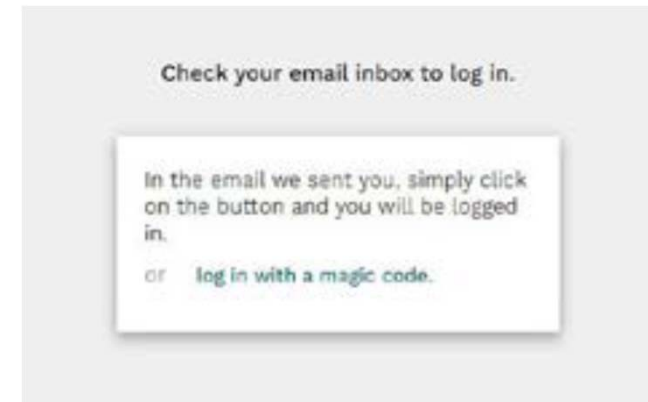 Check your email inbox to log in.
In the email we sent you, simply click
on the button and you will be logged
in.
or log in with a magic code.